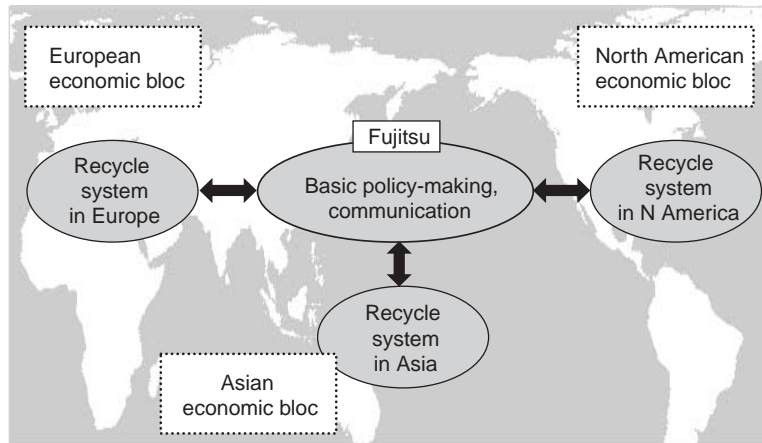 European
economic bloc
North American
economic bloc
Fujitsu
Recycle
system
in Europe
Basic policy-making,
communication
Recycle
system
in N America
Recycle
system
in Asia
Asian
economic bloc